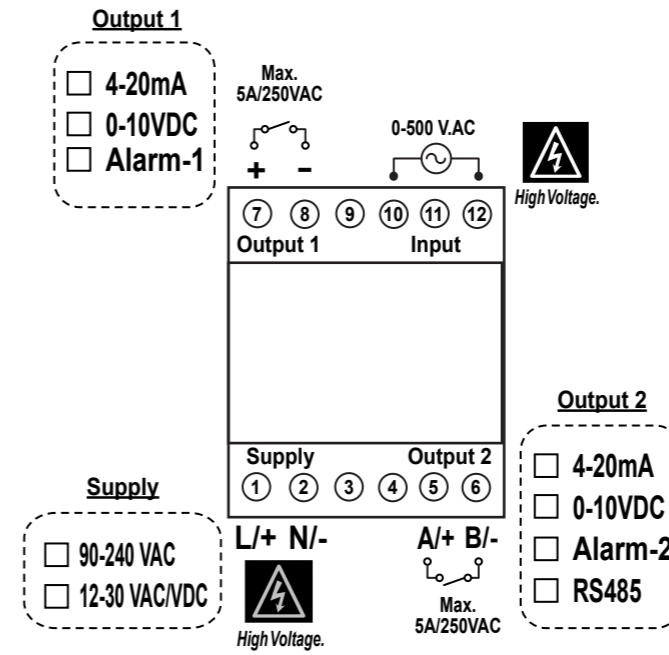 Output 1
4-20mA
0-10VDC
Alarm-1
Max.
5A/250VAC
+ -
0-500 V.AC
High Voltage.
7 8 9 10 11 12
Output 1 Input
Supply Output 2
1 2 3 4 5 6
L/+ N/- A/+ B/-
High Voltage.
Max.
5A/250VAC
Supply
90-240 VAC
12-30 VAC/VDC
Output 2
4-20mA
0-10VDC
Alarm-2
RS485